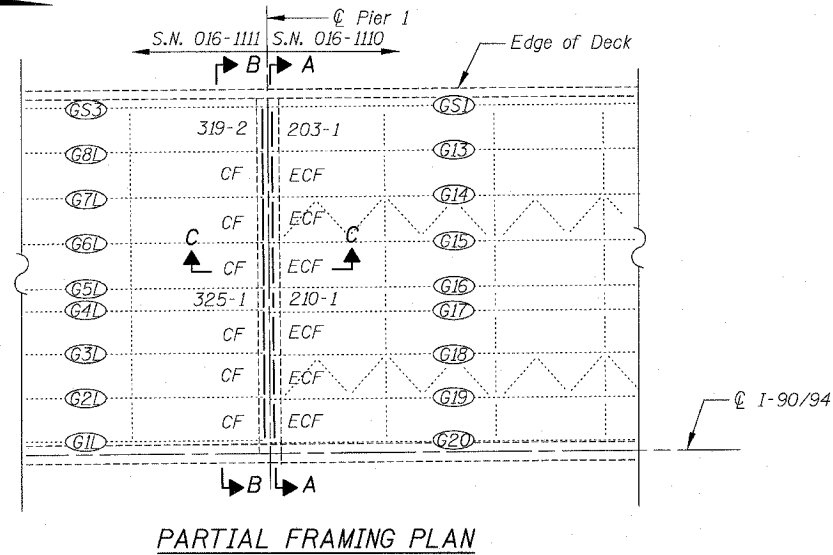 ℄ Pier 1
S.N. 016-1111 S.N. 016-1110
Edge of Deck
B A
GS3 GS1
319-2 203-1
G8L G13
CF ECF
G7L G14
CF ECF
C C
G6L G15
CF ECF
G5L G16
325-1 210-1
G4L G17
CF ECF
G3L G18
CF ECF
G2L G19
℄ I-90/94
CF ECF
G1L G20
B A
PARTIAL FRAMING PLAN